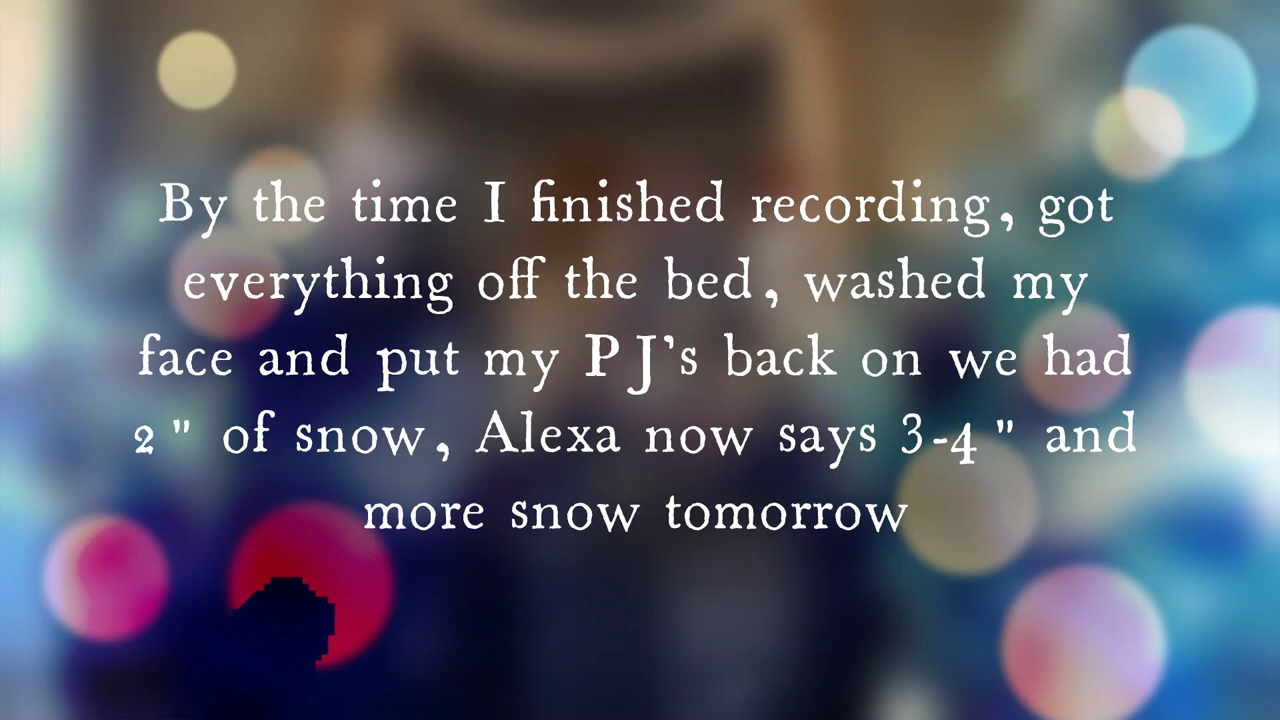 By the time I finished recording, got
everything off the bed, washed my
face and put my PJ's back on we had
2" of snow, Alexa now says 3-4" and
more snow tomorrow